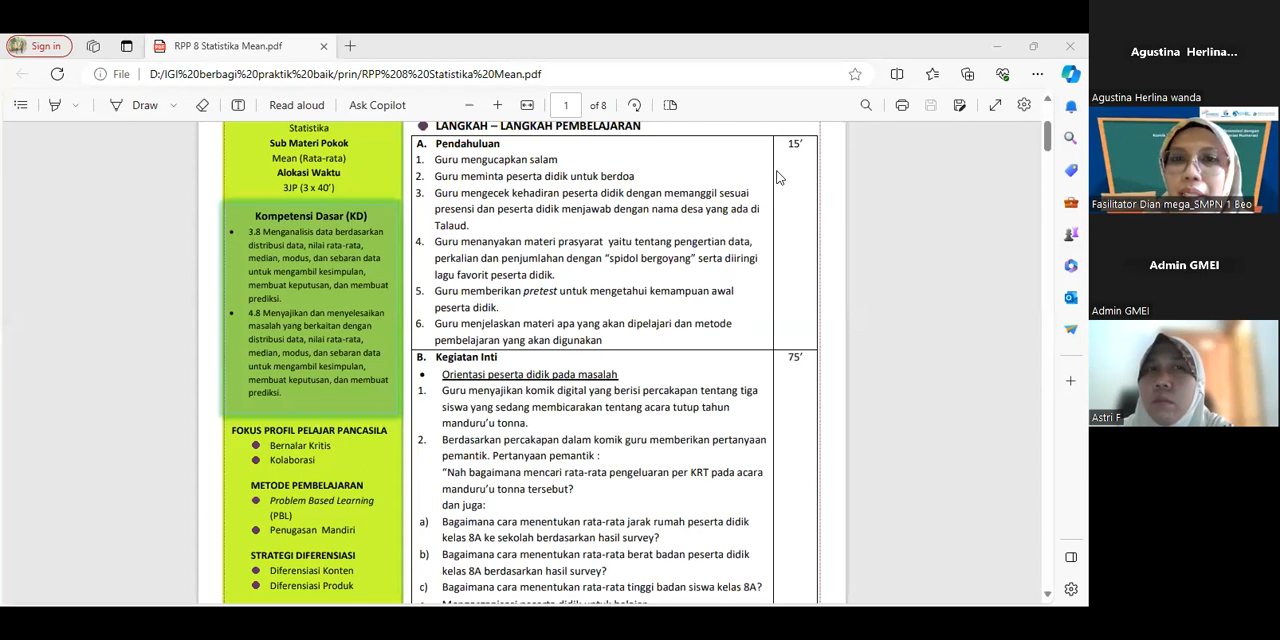 Sign in
RPP 8 Statistika Mean.pdf
File
D:/IGI%20berbagi%20praktik%20baik/prin/RPP%208%20Statistika%20Mean.pdf
Draw
Read aloud
Ask Copilot
1
of 8
Statistika
Sub Materi Pokok
Mean (Rata-rata)
Alokasi Waktu
3JP (3 x 40’)
Kompetensi Dasar (KD)
3.8 Menganalisis data berdasarkan
distribusi data, nilai rata-rata,
median, modus, dan sebaran data
untuk mengambil kesimpulan,
membuat keputusan, dan membuat
prediksi.
4.8 Menyajikan dan menyelesaikan
masalah yang berkaitan dengan
distribusi data, nilai rata-rata,
median, modus, dan sebaran data
untuk mengambil kesimpulan,
membuat keputusan, dan membuat
prediksi.
FOKUS PROFIL PELAJAR PANCASILA
Bernalar Kritis
Kolaborasi
METODE PEMBELAJARAN
Problem Based Learning
(PBL)
Penugasan Mandiri
STRATEGI DIFERENSIASI
Diferensiasi Konten
Diferensiasi Produk
LANGKAH – LANGKAH PEMBELAJARAN
A. Pendahuluan 15’
1. Guru mengucapkan salam
2. Guru meminta peserta didik untuk berdoa
3. Guru mengecek kehadiran peserta didik dengan memanggil sesuai
presensi dan peserta didik menjawab dengan nama desa yang ada di
Talaud.
4. Guru menanyakan materi prasyarat yaitu tentang pengertian data,
perkalian dan penjumlahan dengan “spidol bergoyang” serta diiringi
lagu favorit peserta didik.
5. Guru memberikan pretest untuk mengetahui kemampuan awal
peserta didik.
6. Guru menjelaskan materi apa yang akan dipelajari dan metode
pembelajaran yang akan digunakan
B. Kegiatan Inti 75’
Orientasi peserta didik pada masalah
1. Guru menyajikan komik digital yang berisi percakapan tentang tiga
siswa yang sedang membicarakan tentang acara tutup tahun
manduru’u tonna.
2. Berdasarkan percakapan dalam komik guru memberikan pertanyaan
pemantik. Pertanyaan pemantik :
“Nah bagaimana mencari rata-rata pengeluaran per KRT pada acara
manduru’u tonna tersebut?
dan juga:
a) Bagaimana cara menentukan rata-rata jarak rumah peserta didik
kelas 8A ke sekolah berdasarkan hasil survey?
b) Bagaimana cara menentukan rata-rata berat badan peserta didik
kelas 8A berdasarkan hasil survey?
c) Bagaimana cara menentukan rata-rata tinggi badan siswa kelas 8A?
Agustina Herlina...
Agustina Herlina wanda
Fasilitator Dian mega_SMPN 1 Beo
Admin GMEI
Admin GMEI
Astri F